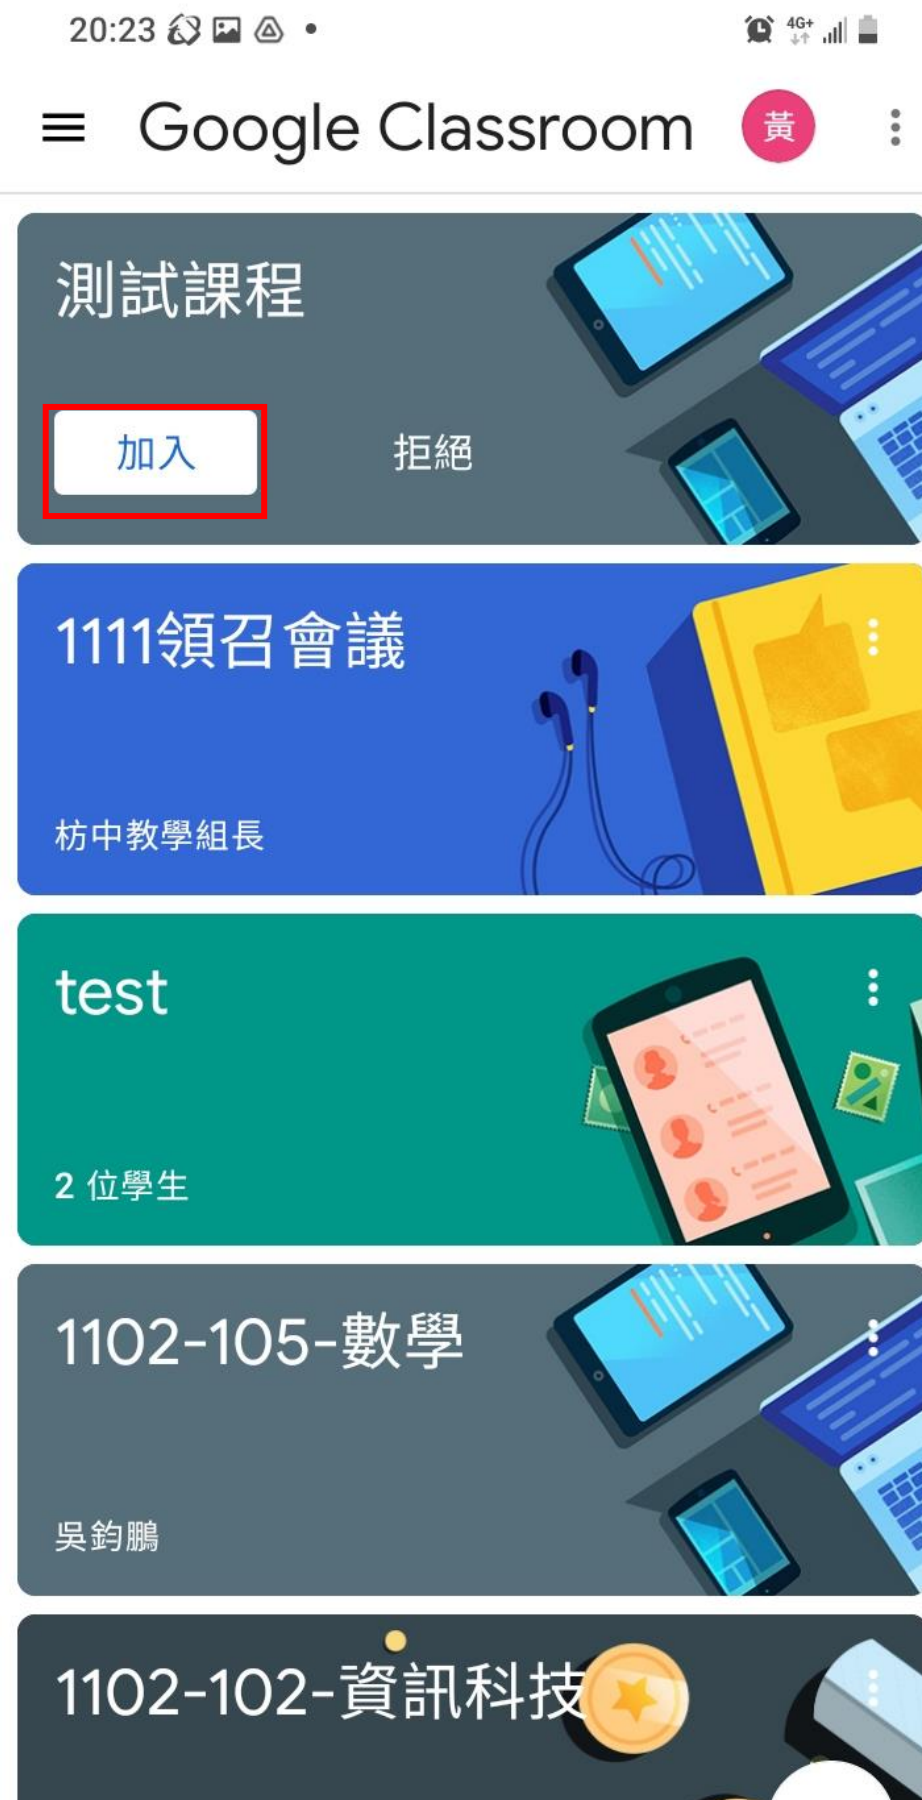 20:23
4G+
Google Classroom
黃
測試課程
加入
拒絕
1111領召會議
枋中教學組長
test
2 位學生
1102-105-數學
吳鈞鵬
1102-102-資訊科技